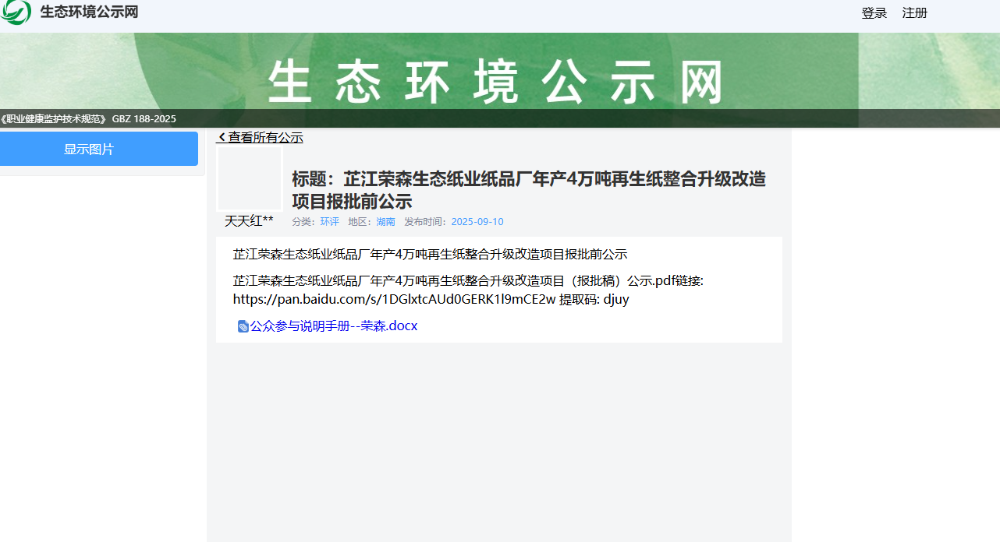 生态环境公示网
登录 注册
生态环境公示网
《职业健康监护技术规范》 GBZ 188-2025
显示图片
查看所有公示
标题：芷江荣森生态纸业纸品厂年产4万吨再生纸整合升级改造
项目报批前公示
天天红**
分类：环评 地区：湖南 发布时间：2025-09-10
芷江荣森生态纸业纸品厂年产4万吨再生纸整合升级改造项目报批前公示
芷江荣森生态纸业纸品厂年产4万吨再生纸整合升级改造项目（报批稿）公示.pdf链接:
https://pan.baidu.com/s/1DGlxtcAUd0GERK1l9mCE2w 提取码: djuy
公众参与说明手册--荣森.docx